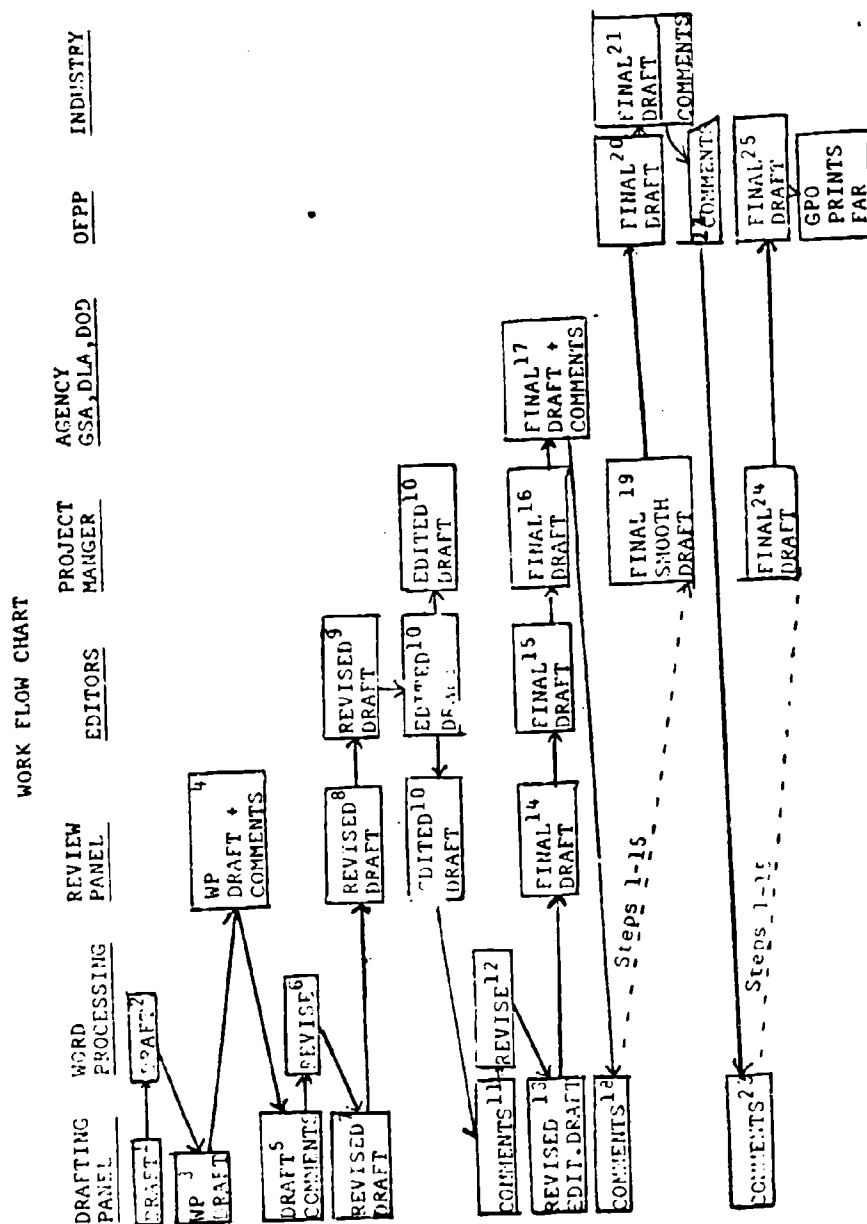 WORK FLOW CHART
DRAFTING
PANEL
WORD
PROCESSING
REVIEW
PANEL
EDITORS
PROJECT
MANGER
AGENCY
GSA,DLA,DOD
OFPP
INDUSTRY
DRAFT 1
DRAFT 2
WP 3
DRAFT
4
WP
DRAFT +
COMMENTS
DRAFT 5
COMMENTS
REVISE 6
REVISED 7
DRAFT
REVISED 8
DRAFT
REVISED 9
DRAFT
EDITED 10
DRAFT
EDITED 10
DRAFT
EDITED 10
DRAFT
COMMENTS 11
REVISE 12
REVISED 13
EDIT.DRAFT
FINAL 14
DRAFT
FINAL 15
DRAFT
FINAL 16
DRAFT
FINAL 17
DRAFT +
COMMENTS
COMMENTS 18
Steps 1-15
FINAL 19
SMOOTH
DRAFT
FINAL 20
DRAFT
FINAL 21
DRAFT
COMMENTS
22
COMMENTS
COMMENTS 23
Steps 1-15
FINAL 24
DRAFT
FINAL 25
DRAFT
GPO
PRINTS
FAR